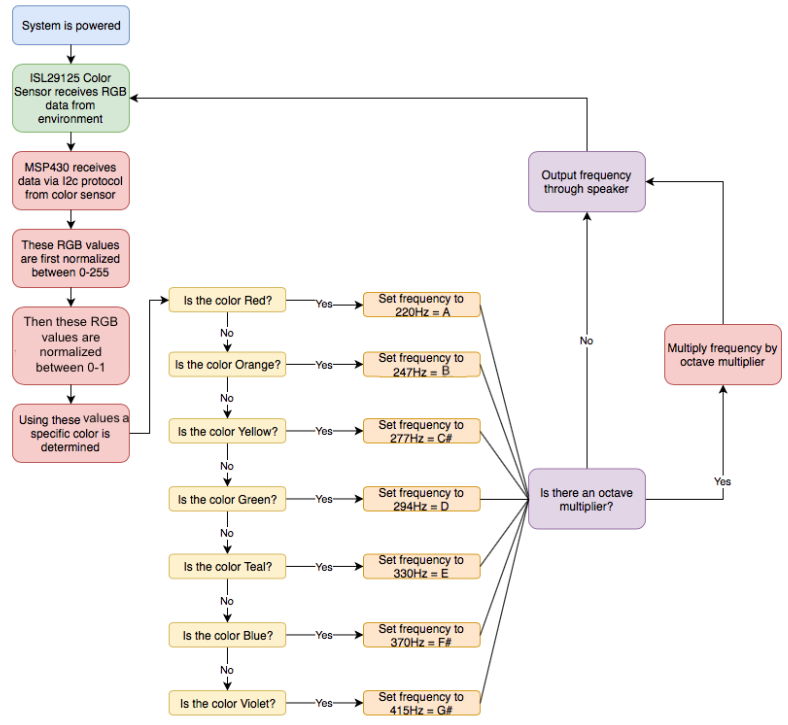 System is powered
ISL29125 Color
Sensor receives RGB
data from
environment
MSP430 receives
data via I2c protocol
from color sensor
These RGB values
are first normalized
between 0-255
Then these RGB
values are
normalized
between 0-1
Using these values a
specific color is
determined
Is the color Red?
Yes
Set frequency to
220Hz = A
No
Is the color Orange?
Yes
Set frequency to
247Hz = B
No
Is the color Yellow?
Yes
Set frequency to
277Hz = C#
No
Is the color Green?
Yes
Set frequency to
294Hz = D
No
Is the color Teal?
Yes
Set frequency to
330Hz = E
No
Is the color Blue?
Yes
Set frequency to
370Hz = F#
No
Is the color Violet?
Yes
Set frequency to
415Hz = G#
Is there an octave
multiplier?
No
Yes
Multiply frequency by
octave multiplier
Output frequency
through speaker